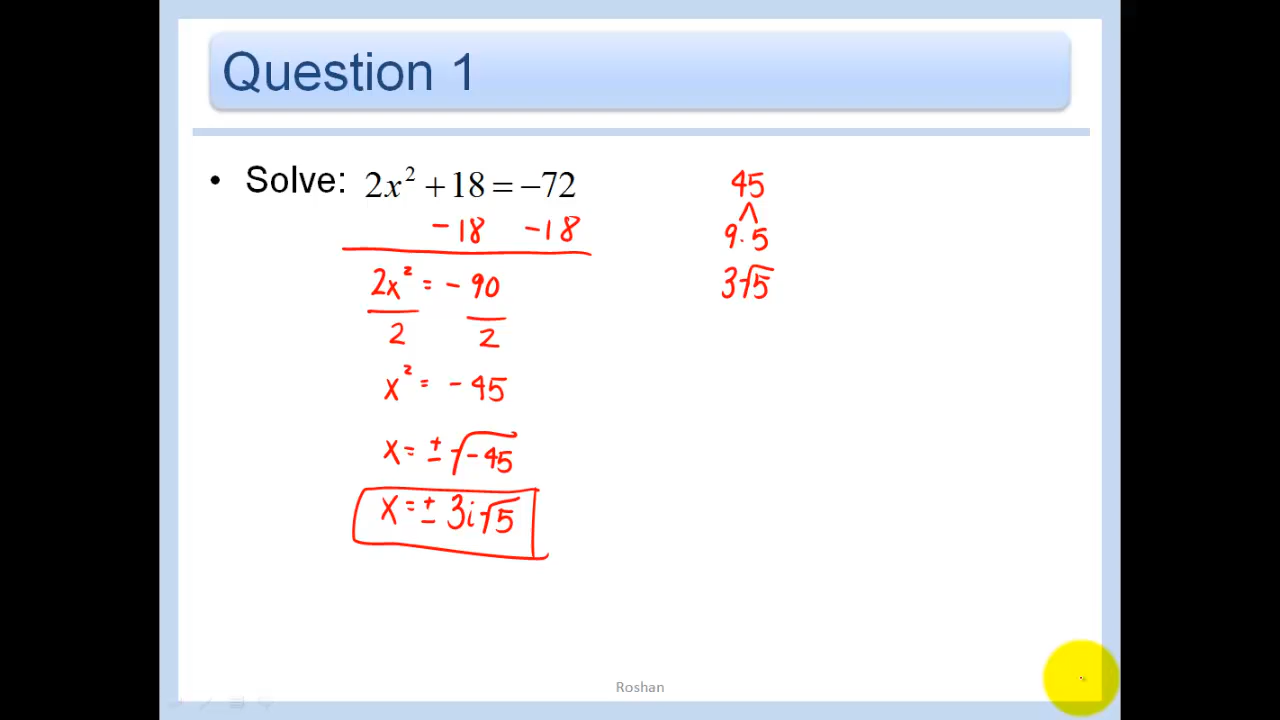 Question 1
• Solve: 2x² + 18 = −72
− 18 − 18
2x² = − 90
2 2
x² = − 45
x = ± √−45
x = ± 3i√5
45
9 · 5
3√5
Roshan